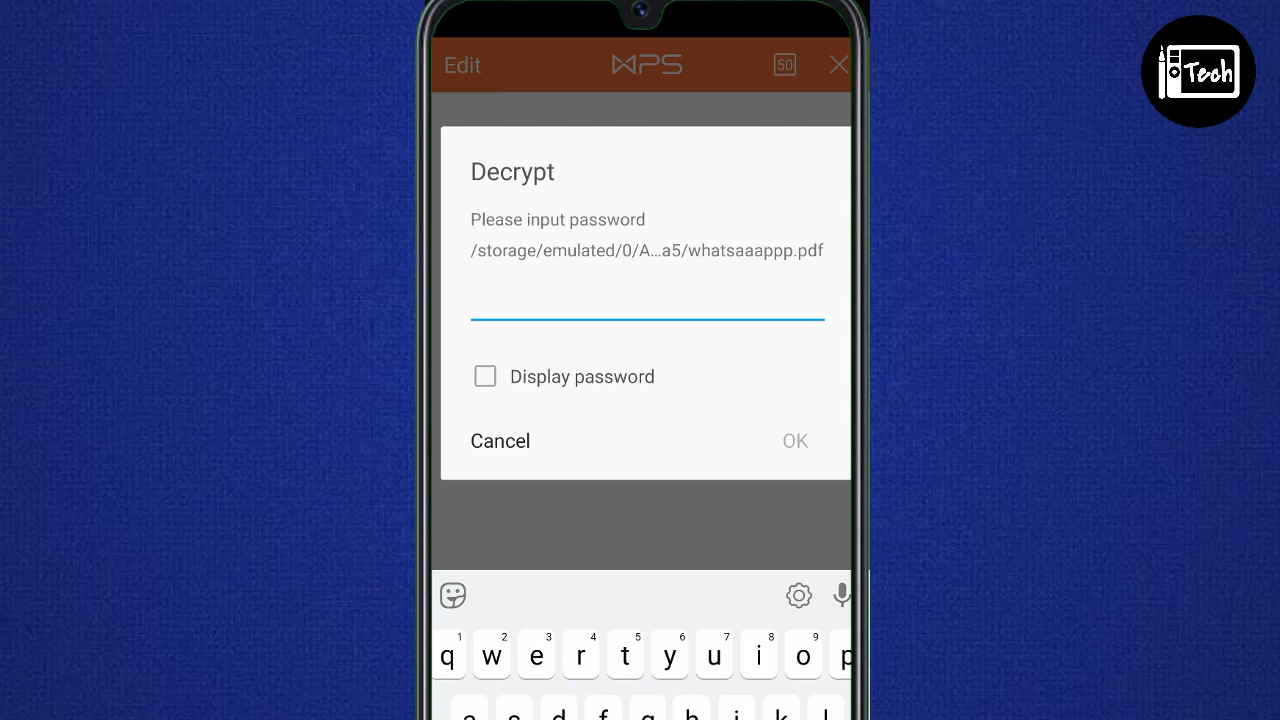 Tech
Edit
WPS
50
Decrypt
Please input password
/storage/emulated/0/A...a5/whatsaaappp.pdf
Display password
Cancel
OK
1 2 3 4 5 6 7 8 9
q w e r t y u i o p
a s d f g h j k l